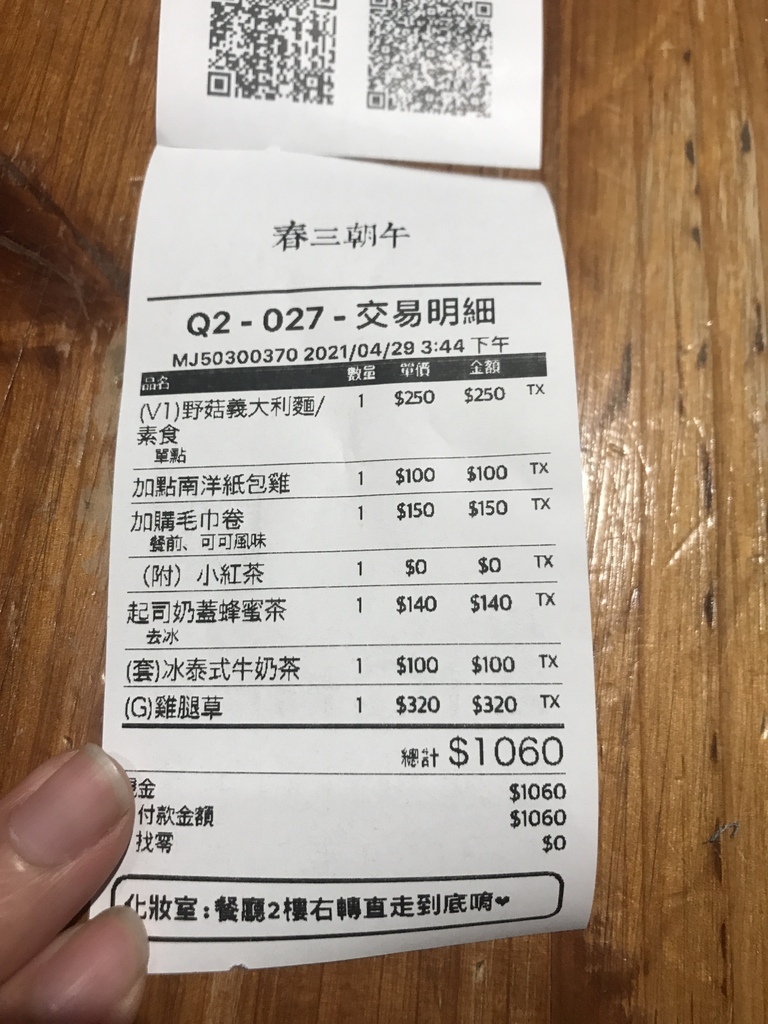 春三朝午
Q2 - 027 - 交易明細
MJ50300370 2021/04/29 3:44 下午
品名 數量 單價 金額
(V1)野菇義大利麵/ 1 $250 $250 TX
素食
單點
加點南洋紙包雞 1 $100 $100 TX
加購毛巾卷 1 $150 $150 TX
餐前、可可風味
（附）小紅茶 1 $0 $0 TX
起司奶蓋蜂蜜茶 1 $140 $140 TX
去冰
(套)冰泰式牛奶茶 1 $100 $100 TX
(G)雞腿草 1 $320 $320 TX
總計 $1060
現金 $1060
付款金額 $1060
找零 $0
化妝室:餐廳2樓右轉直走到底唷❤